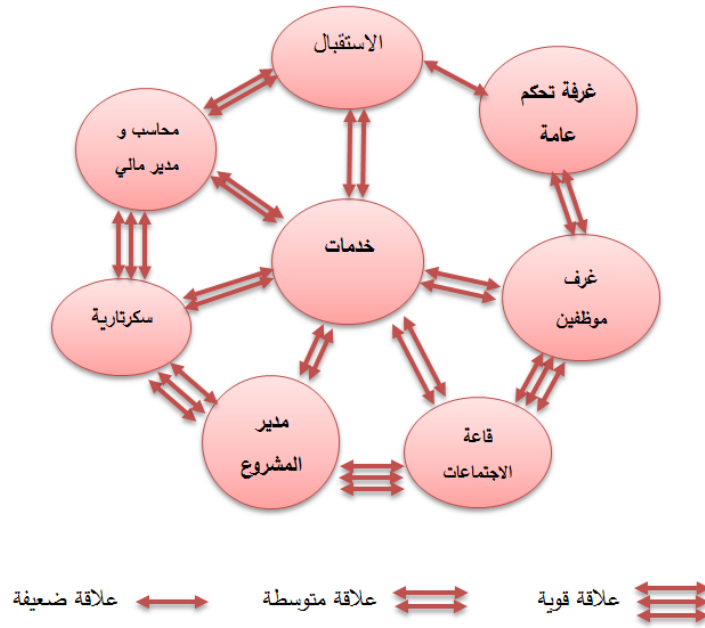 الاستقبال
غرفة تحكم
عامة
محاسب و
مدير مالي
خدمات
غرف
موظفين
سكرتارية
مدير
المشروع
قاعة
الاجتماعات
علاقة قوية
علاقة متوسطة
علاقة ضعيفة